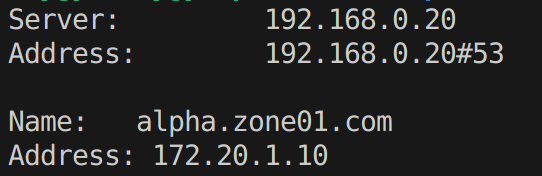 Server:		192.168.0.20
Address:	192.168.0.20#53

Name:	alpha.zone01.com
Address: 172.20.1.10